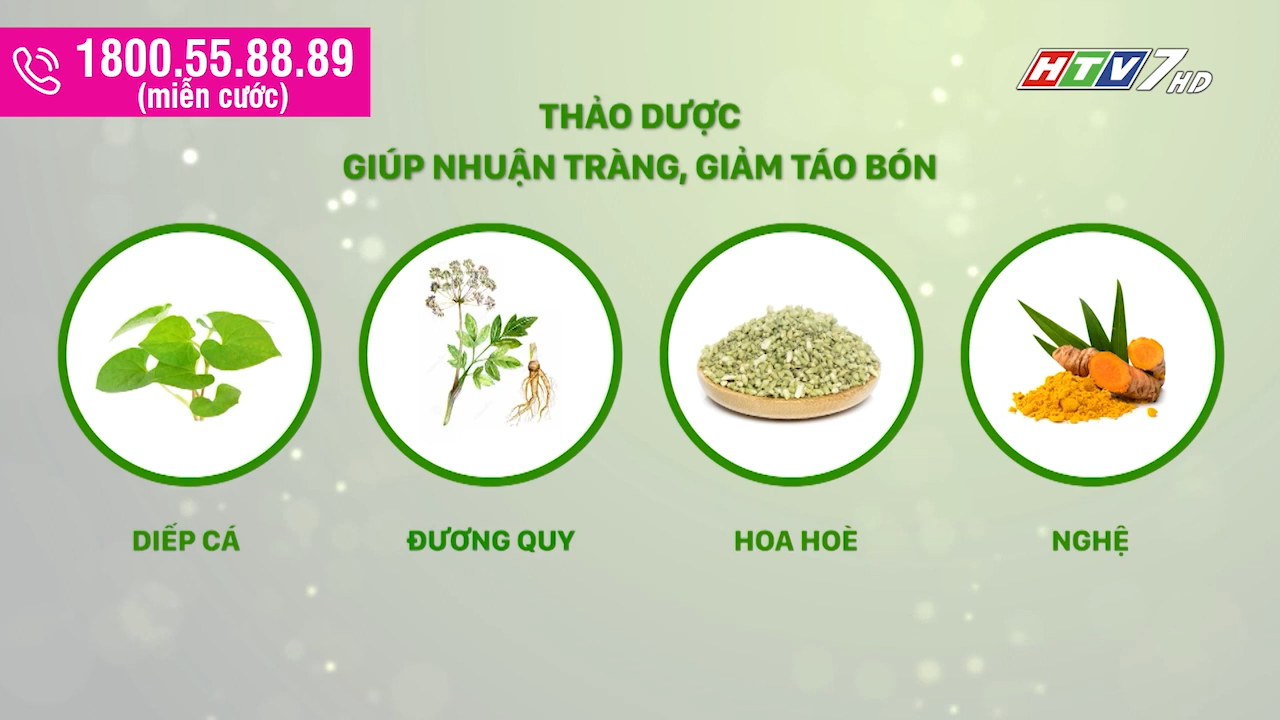 1800.55.88.89
(miễn cước)
HTV7 HD
THẢO DƯỢC
GIÚP NHUẬN TRÀNG, GIẢM TÁO BÓN
DIẾP CÁ
ĐƯƠNG QUY
HOA HOÈ
NGHỆ